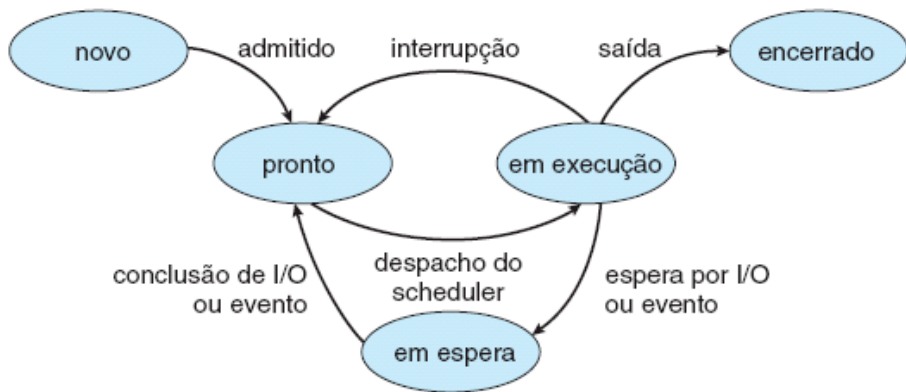 novo
admitido
interrupção
saída
encerrado
pronto
em execução
conclusão de I/O
ou evento
despacho do
scheduler
espera por I/O
ou evento
em espera